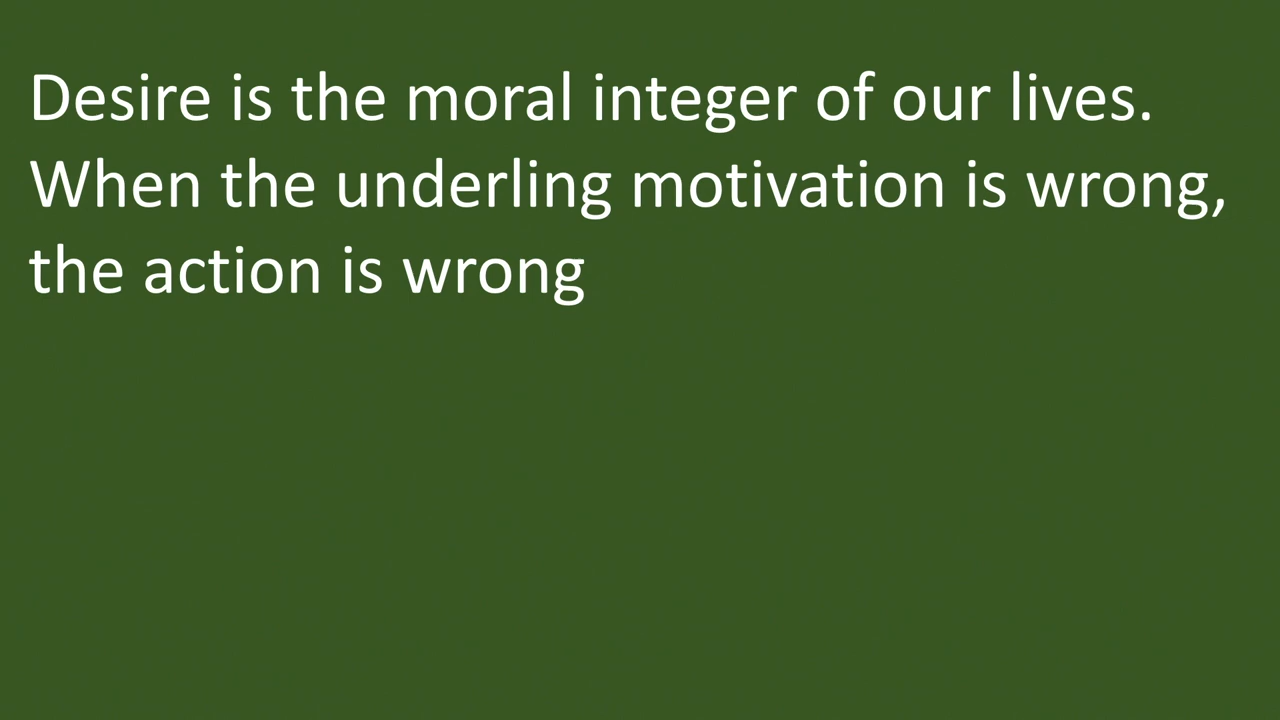 Desire is the moral integer of our lives.
When the underling motivation is wrong,
the action is wrong